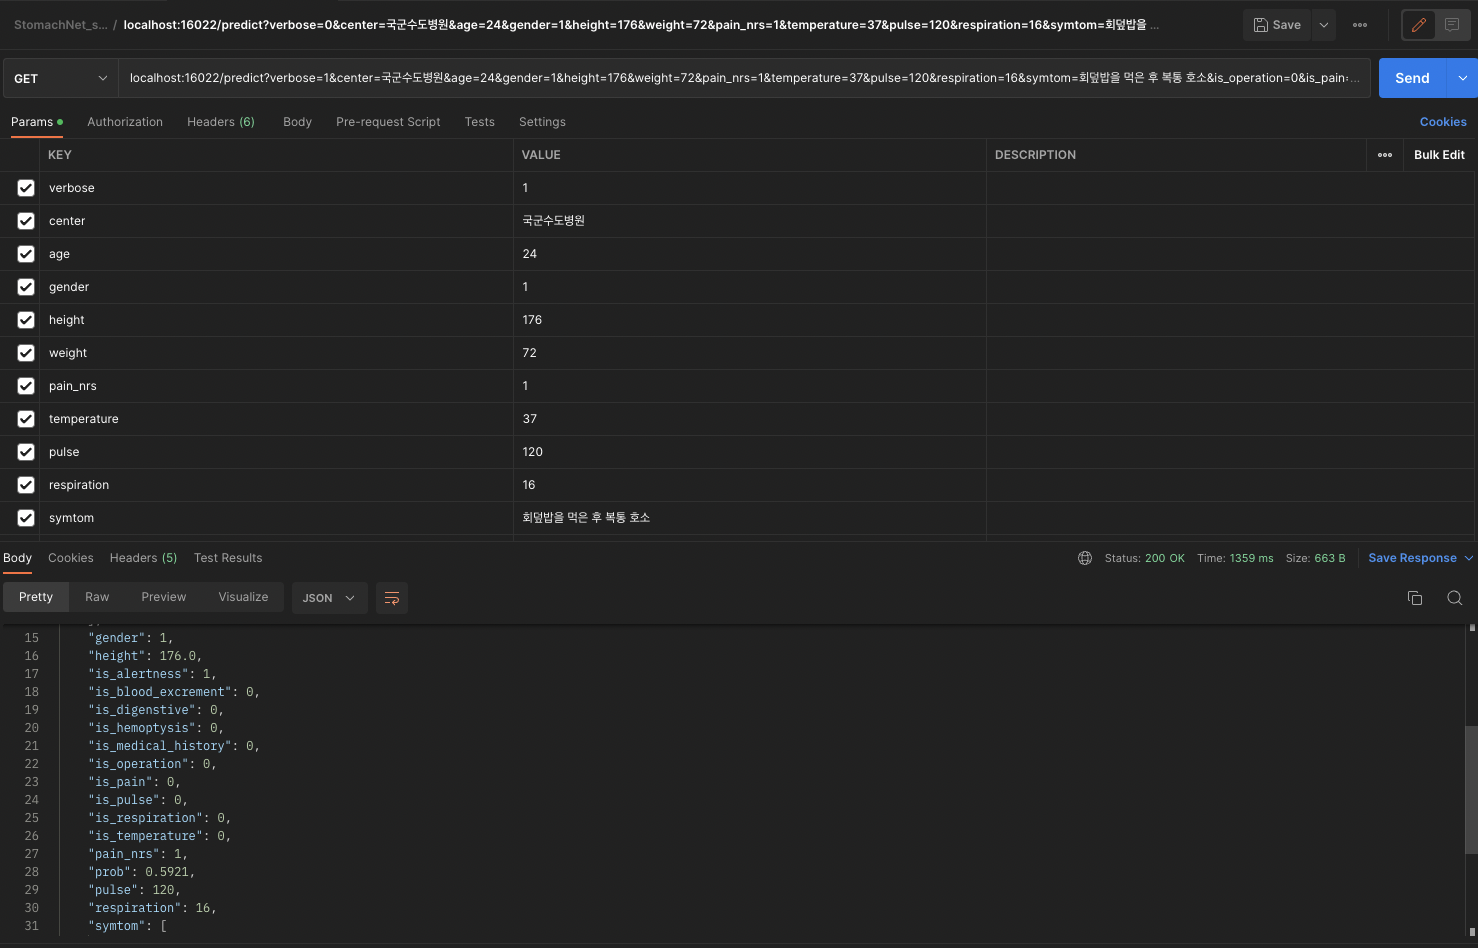 StomachNet_s... / localhost:16022/predict?verbose=0&center=국군수도병원&age=24&gender=1&height=176&weight=72&pain_nrs=1&temperature=37&pulse=120&respiration=16&symtom=회덮밥을 ... Save
GET localhost:16022/predict?verbose=1&center=국군수도병원&age=24&gender=1&height=176&weight=72&pain_nrs=1&temperature=37&pulse=120&respiration=16&symtom=회덮밥을 먹은 후 복통 호소&is_operation=0&is_pain=... Send
Params Authorization Headers (6) Body Pre-request Script Tests Settings Cookies
KEY VALUE DESCRIPTION Bulk Edit
verbose 1
center 국군수도병원
age 24
gender 1
height 176
weight 72
pain_nrs 1
temperature 37
pulse 120
respiration 16
symtom 회덮밥을 먹은 후 복통 호소
Body Cookies Headers (5) Test Results Status: 200 OK Time: 1359 ms Size: 663 B Save Response
Pretty Raw Preview Visualize JSON
15 "gender": 1,
16 "height": 176.0,
17 "is_alertness": 1,
18 "is_blood_excrement": 0,
19 "is_digenstive": 0,
20 "is_hemoptysis": 0,
21 "is_medical_history": 0,
22 "is_operation": 0,
23 "is_pain": 0,
24 "is_pulse": 0,
25 "is_respiration": 0,
26 "is_temperature": 0,
27 "pain_nrs": 1,
28 "prob": 0.5921,
29 "pulse": 120,
30 "respiration": 16,
31 "symtom": [